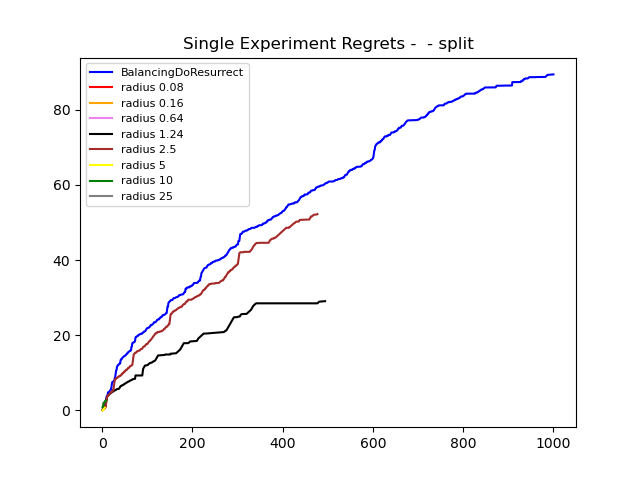 Single Experiment Regrets -  - split
BalancingDoResurrect
radius 0.08
radius 0.16
radius 0.64
radius 1.24
radius 2.5
radius 5
radius 10
radius 25
80
60
40
20
0
0 200 400 600 800 1000